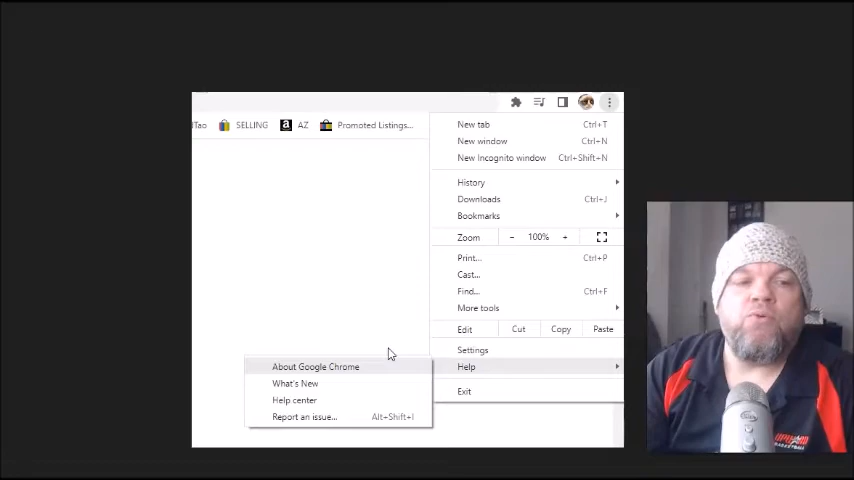 lTao SELLING AZ Promoted Listings...
New tab Ctrl+T
New window Ctrl+N
New Incognito window Ctrl+Shift+N
History
Downloads Ctrl+J
Bookmarks
Zoom - 100% +
Print... Ctrl+P
Cast...
Find... Ctrl+F
More tools
Edit Cut Copy Paste
Settings
Help
Exit
About Google Chrome
What's New
Help center
Report an issue... Alt+Shift+I